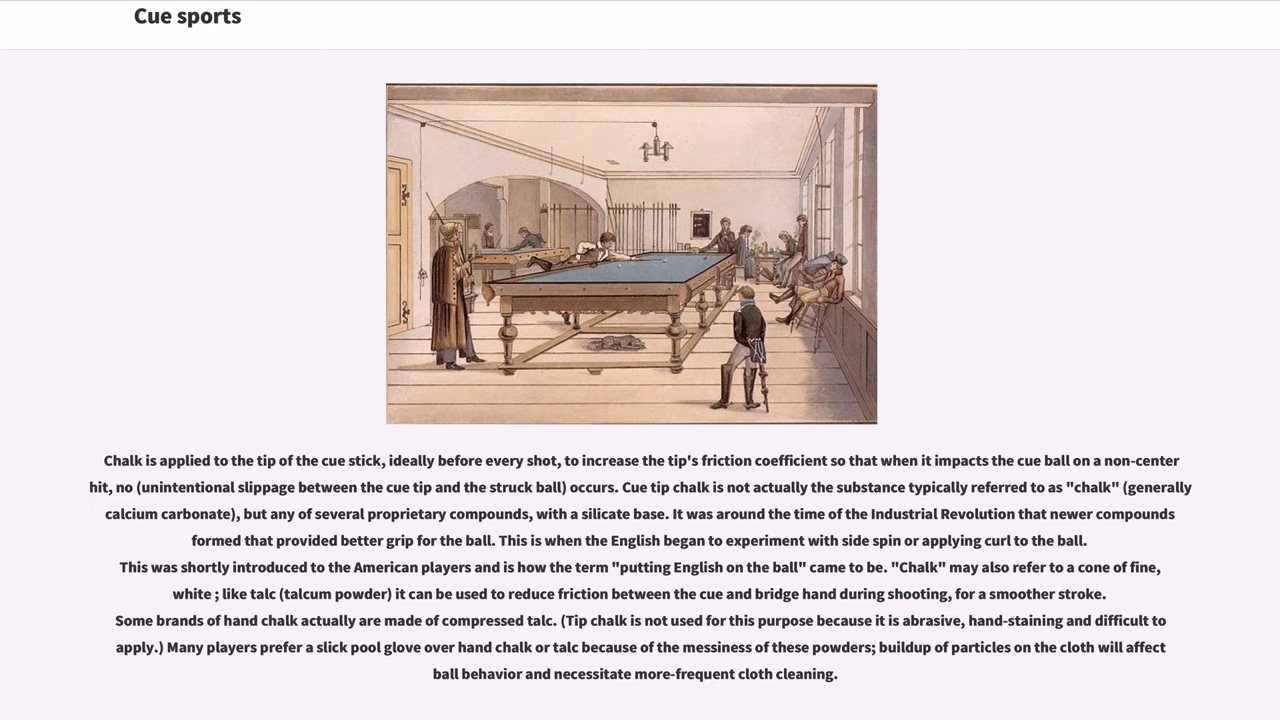 Cue sports
Chalk is applied to the tip of the cue stick, ideally before every shot, to increase the tip's friction coefficient so that when it impacts the cue ball on a non-center
hit, no (unintentional slippage between the cue tip and the struck ball) occurs. Cue tip chalk is not actually the substance typically referred to as "chalk" (generally
calcium carbonate), but any of several proprietary compounds, with a silicate base. It was around the time of the Industrial Revolution that newer compounds
formed that provided better grip for the ball. This is when the English began to experiment with side spin or applying curl to the ball.
This was shortly introduced to the American players and is how the term "putting English on the ball" came to be. "Chalk" may also refer to a cone of fine,
white ; like talc (talcum powder) it can be used to reduce friction between the cue and bridge hand during shooting, for a smoother stroke.
Some brands of hand chalk actually are made of compressed talc. (Tip chalk is not used for this purpose because it is abrasive, hand-staining and difficult to
apply.) Many players prefer a slick pool glove over hand chalk or talc because of the messiness of these powders; buildup of particles on the cloth will affect
ball behavior and necessitate more-frequent cloth cleaning.